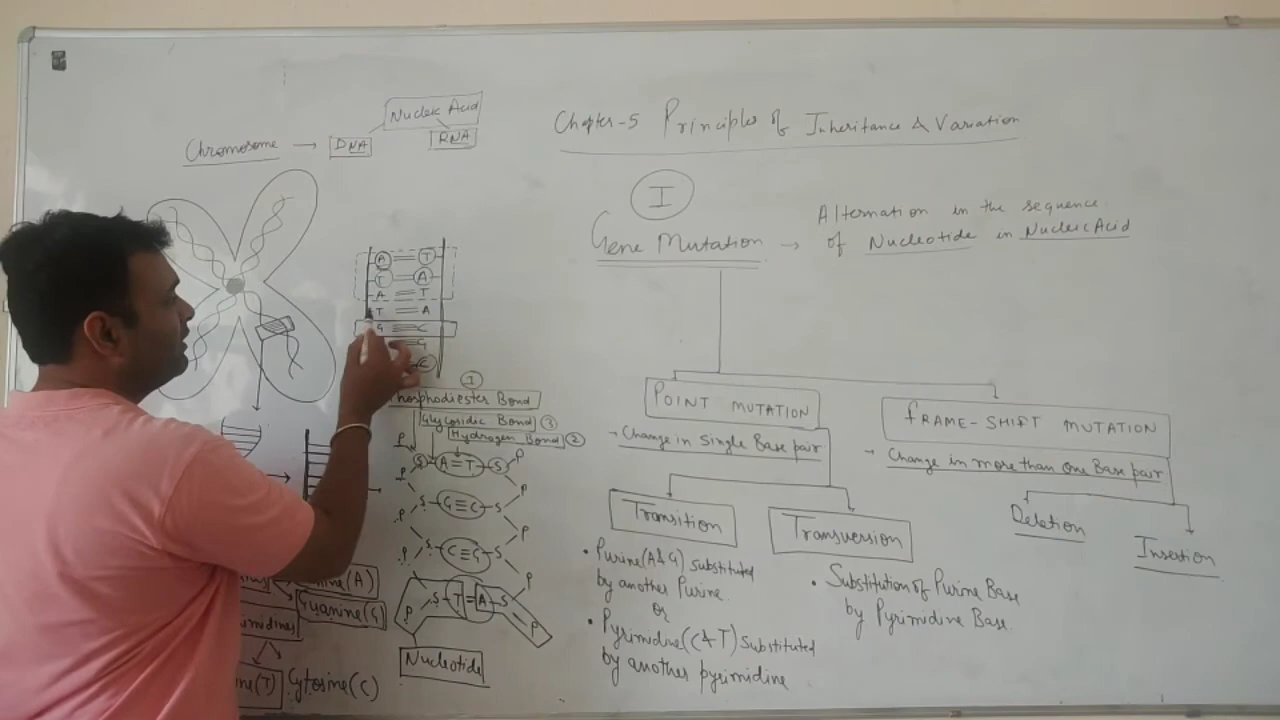 Nucleic Acid
Chromosome → DNA RNA
Chapter-5 Principles of Inheritance & Variation
I
Gene Mutation → Alternation in the sequence
of Nucleotide in Nucleic Acid
A T
T A
A T
T A
G C
G
C
I
Phosphodiester Bond
Glycosidic Bond 3
Hydrogen Bond 2
P S A=T S P
P S G≡C S P
P S C≡G S P
P S T=A S P
Nucleotide
Guanine(G)
Cytosine(C)
POINT MUTATION
→ Change in Single Base pair
FRAME-SHIFT MUTATION
→ Change in more than one Base pair
Transition
Transversion
Deletion
Insertion
• Purine(A&G) Substituted
by another Purine.
or
• Pyrimidine(C&T) Substituted
by another pyrimidine
• Substitution of Purine Base
by Pyrimidine Base.